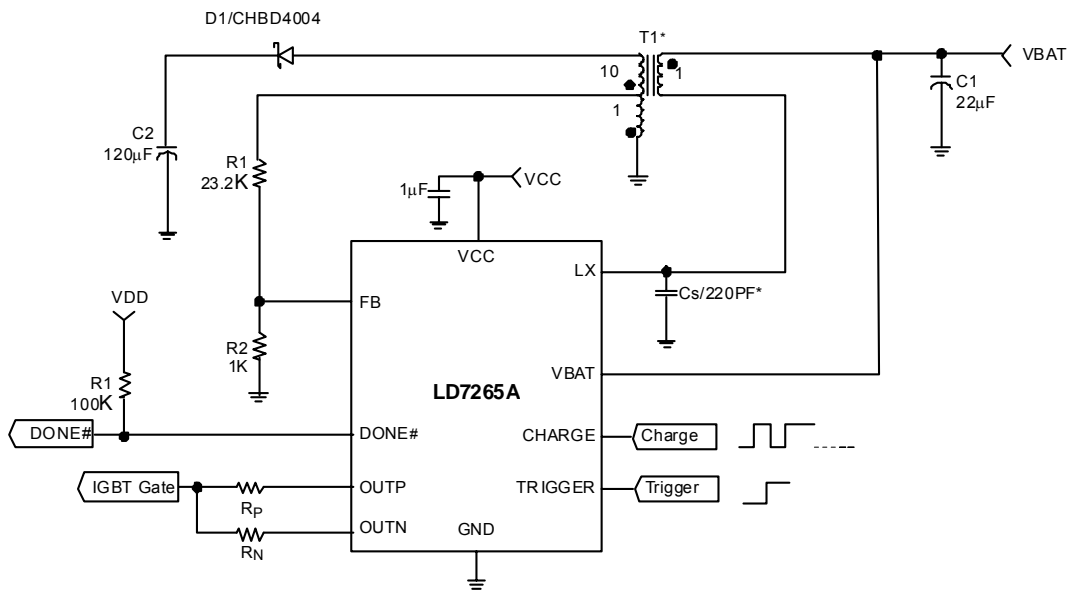 D1/CHBD4004
T1*
VBAT
10
1
1
C1
22μF
C2
120μF
R1
23.2K
1μF
VCC
VCC
LX
Cs/220PF*
VDD
FB
R2
1K
VBAT
LD7265A
R1
100K
DONE#
DONE#
CHARGE
Charge
IGBT Gate
OUTP
TRIGGER
Trigger
RP
OUTN
GND
RN